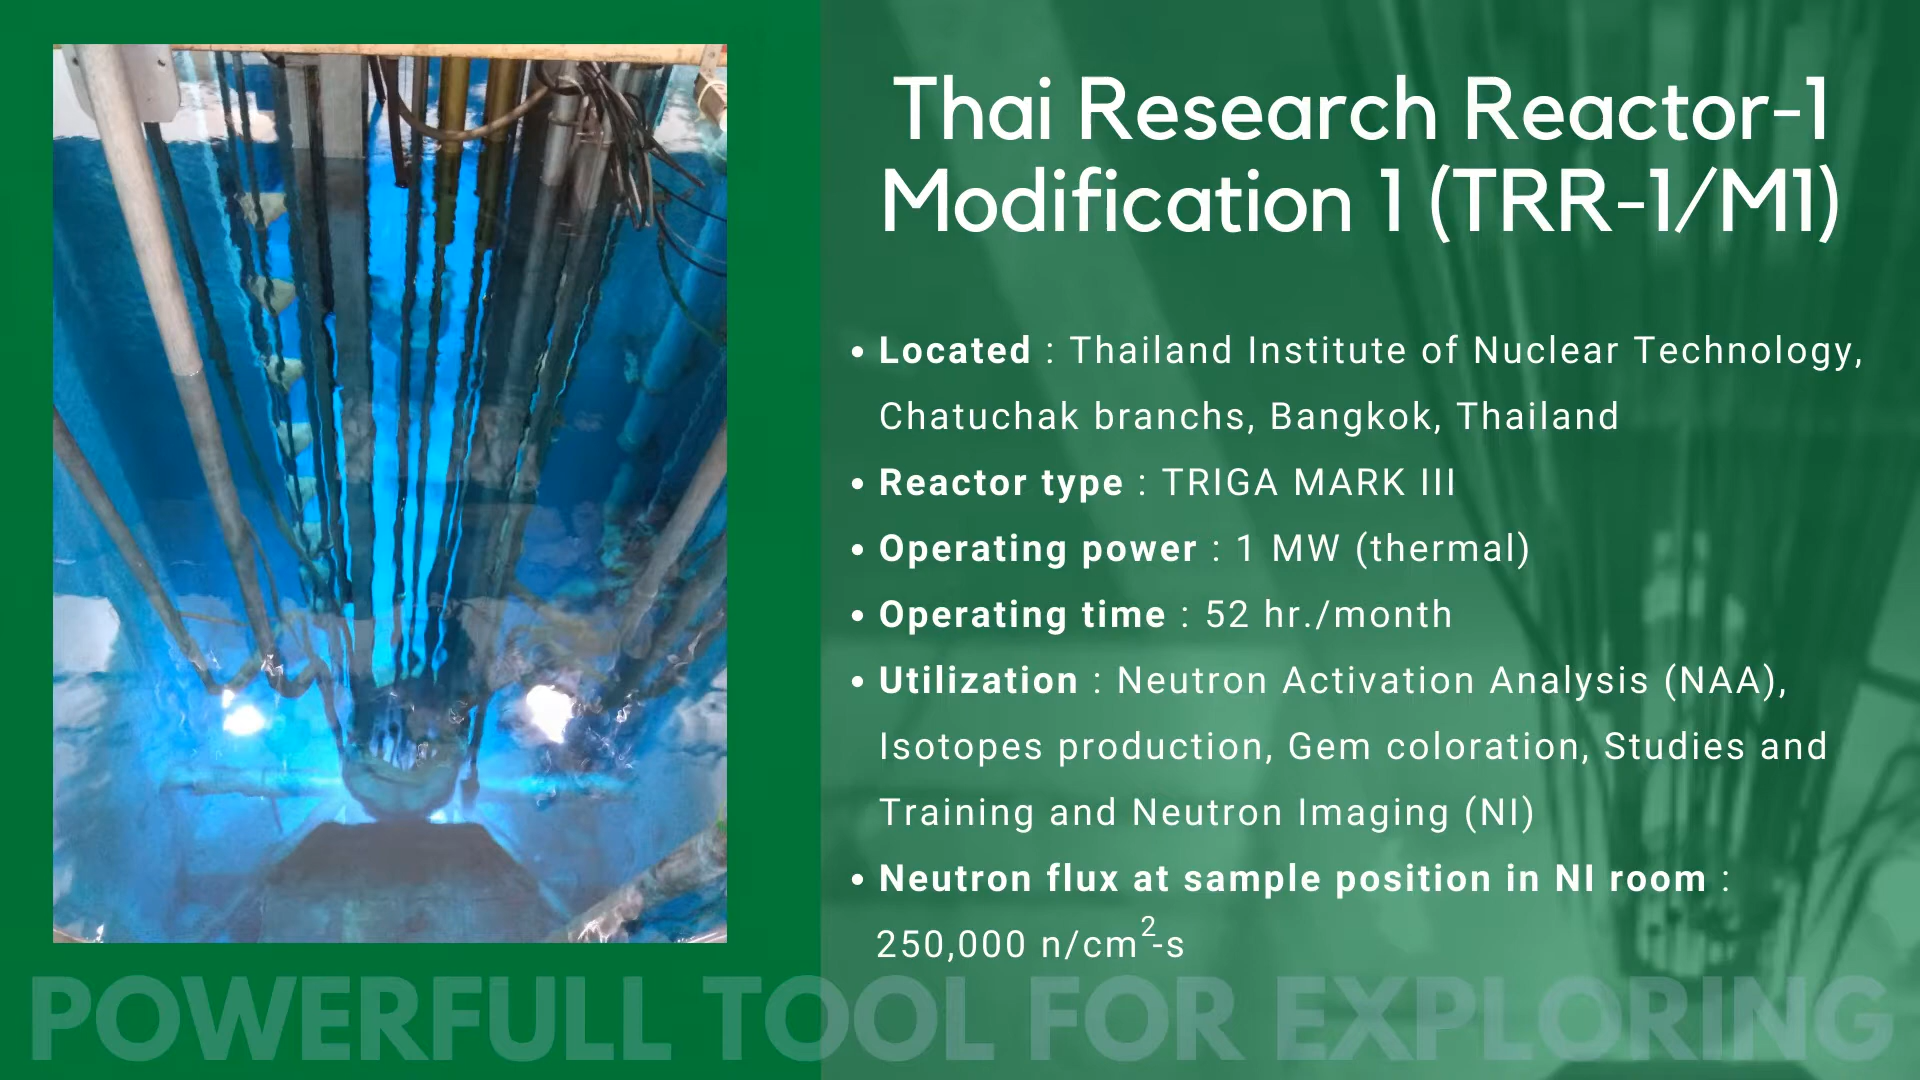 Thai Research Reactor-1
Modification 1 (TRR-1/M1)
• Located : Thailand Institute of Nuclear Technology,
Chatuchak branchs, Bangkok, Thailand
• Reactor type : TRIGA MARK III
• Operating power : 1 MW (thermal)
• Operating time : 52 hr./month
• Utilization : Neutron Activation Analysis (NAA),
Isotopes production, Gem coloration, Studies and
Training and Neutron Imaging (NI)
• Neutron flux at sample position in NI room :
250,000 n/cm²-s
POWERFULL TOOL FOR EXPLORING